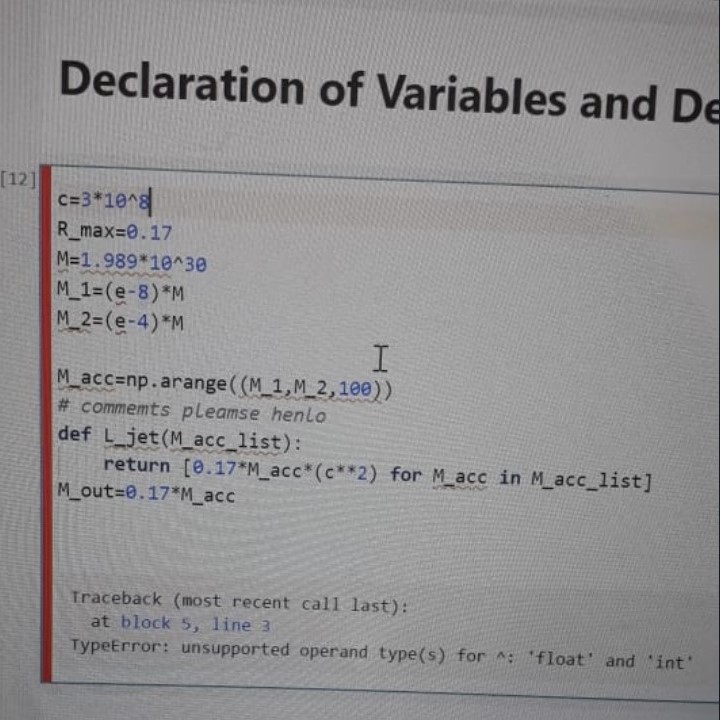 Declaration of Variables and De
[12]
c=3*10^8
R_max=0.17
M=1.989*10^30
M_1=(e-8)*M
M_2=(e-4)*M
M_acc=np.arange((M_1,M_2,100))
# commemts pleamse henlo
def L_jet(M_acc_list):
    return [0.17*M_acc*(c**2) for M_acc in M_acc_list]
M_out=0.17*M_acc
Traceback (most recent call last):
  at block 5, line 3
TypeError: unsupported operand type(s) for ^: 'float' and 'int'